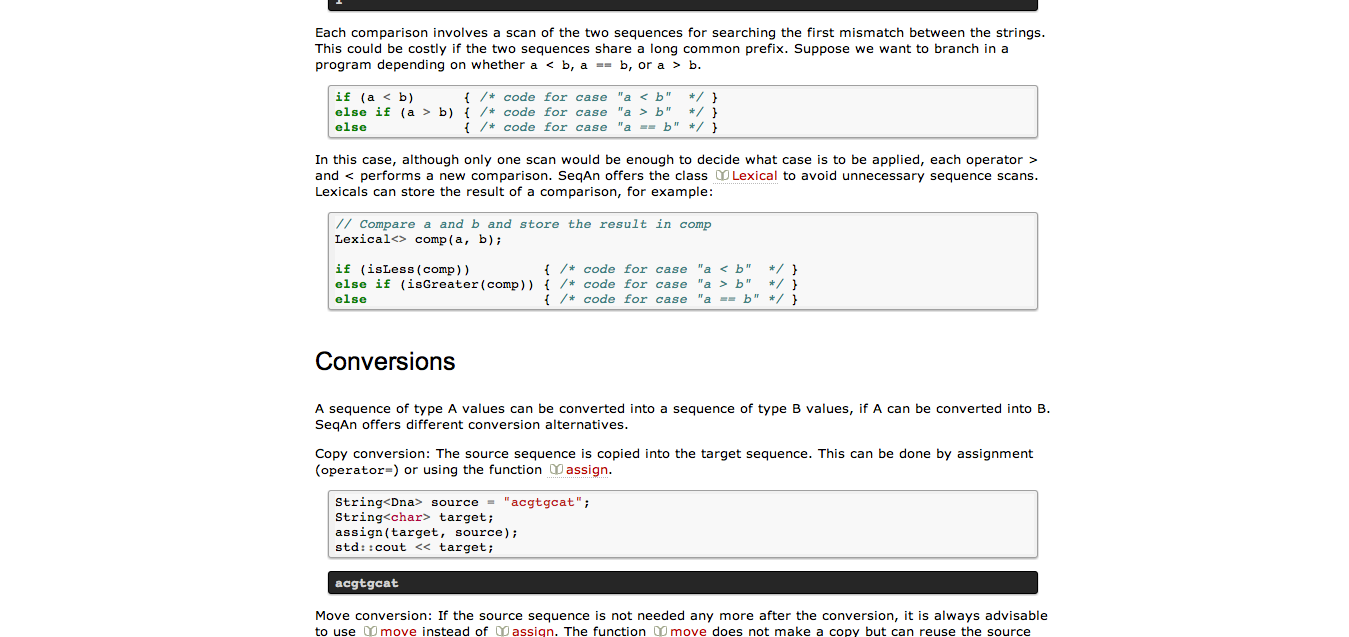 1
Each comparison involves a scan of the two sequences for searching the first mismatch between the strings.
This could be costly if the two sequences share a long common prefix. Suppose we want to branch in a
program depending on whether a < b, a == b, or a > b.
if (a < b)      { /* code for case "a < b"  */ }
else if (a > b) { /* code for case "a > b"  */ }
else            { /* code for case "a == b" */ }
In this case, although only one scan would be enough to decide what case is to be applied, each operator >
and < performs a new comparison. SeqAn offers the class Lexical to avoid unnecessary sequence scans.
Lexicals can store the result of a comparison, for example:
// Compare a and b and store the result in comp
Lexical<> comp(a, b);
if (isLess(comp))         { /* code for case "a < b"  */ }
else if (isGreater(comp)) { /* code for case "a > b"  */ }
else                      { /* code for case "a == b" */ }
Conversions
A sequence of type A values can be converted into a sequence of type B values, if A can be converted into B.
SeqAn offers different conversion alternatives.
Copy conversion: The source sequence is copied into the target sequence. This can be done by assignment
(operator=) or using the function assign.
String<Dna> source = "acgtgcat";
String<char> target;
assign(target, source);
std::cout << target;
acgtgcat
Move conversion: If the source sequence is not needed any more after the conversion, it is always advisable
to use move instead of assign. The function move does not make a copy but can reuse the source